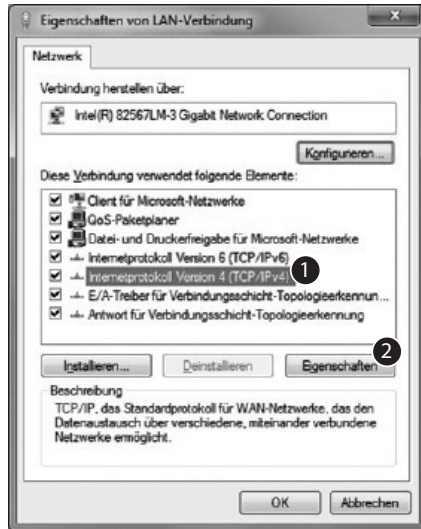 Eigenschaften von LAN-Verbindung
Netzwerk
Verbindung herstellen über:
Intel(R) 82567LM-3 Gigabit Network Connection
Konfigurieren...
Diese Verbindung verwendet folgende Elemente:
Client für Microsoft-Netzwerke
QoS-Paketplaner
Datei- und Druckerfreigabe für Microsoft-Netzwerke
Internetprotokoll Version 6 (TCP/IPv6)
Internetprotokoll Version 4 (TCP/IPv4) 1
E/A-Treiber für Verbindungsschicht-Topologieerkennun...
Antwort für Verbindungsschicht-Topologieerkennung
2
Installieren... Deinstallieren Eigenschaften
Beschreibung
TCP/IP, das Standardprotokoll für WAN-Netzwerke, das den
Datenaustausch über verschiedene, miteinander verbundene
Netzwerke ermöglicht.
OK Abbrechen